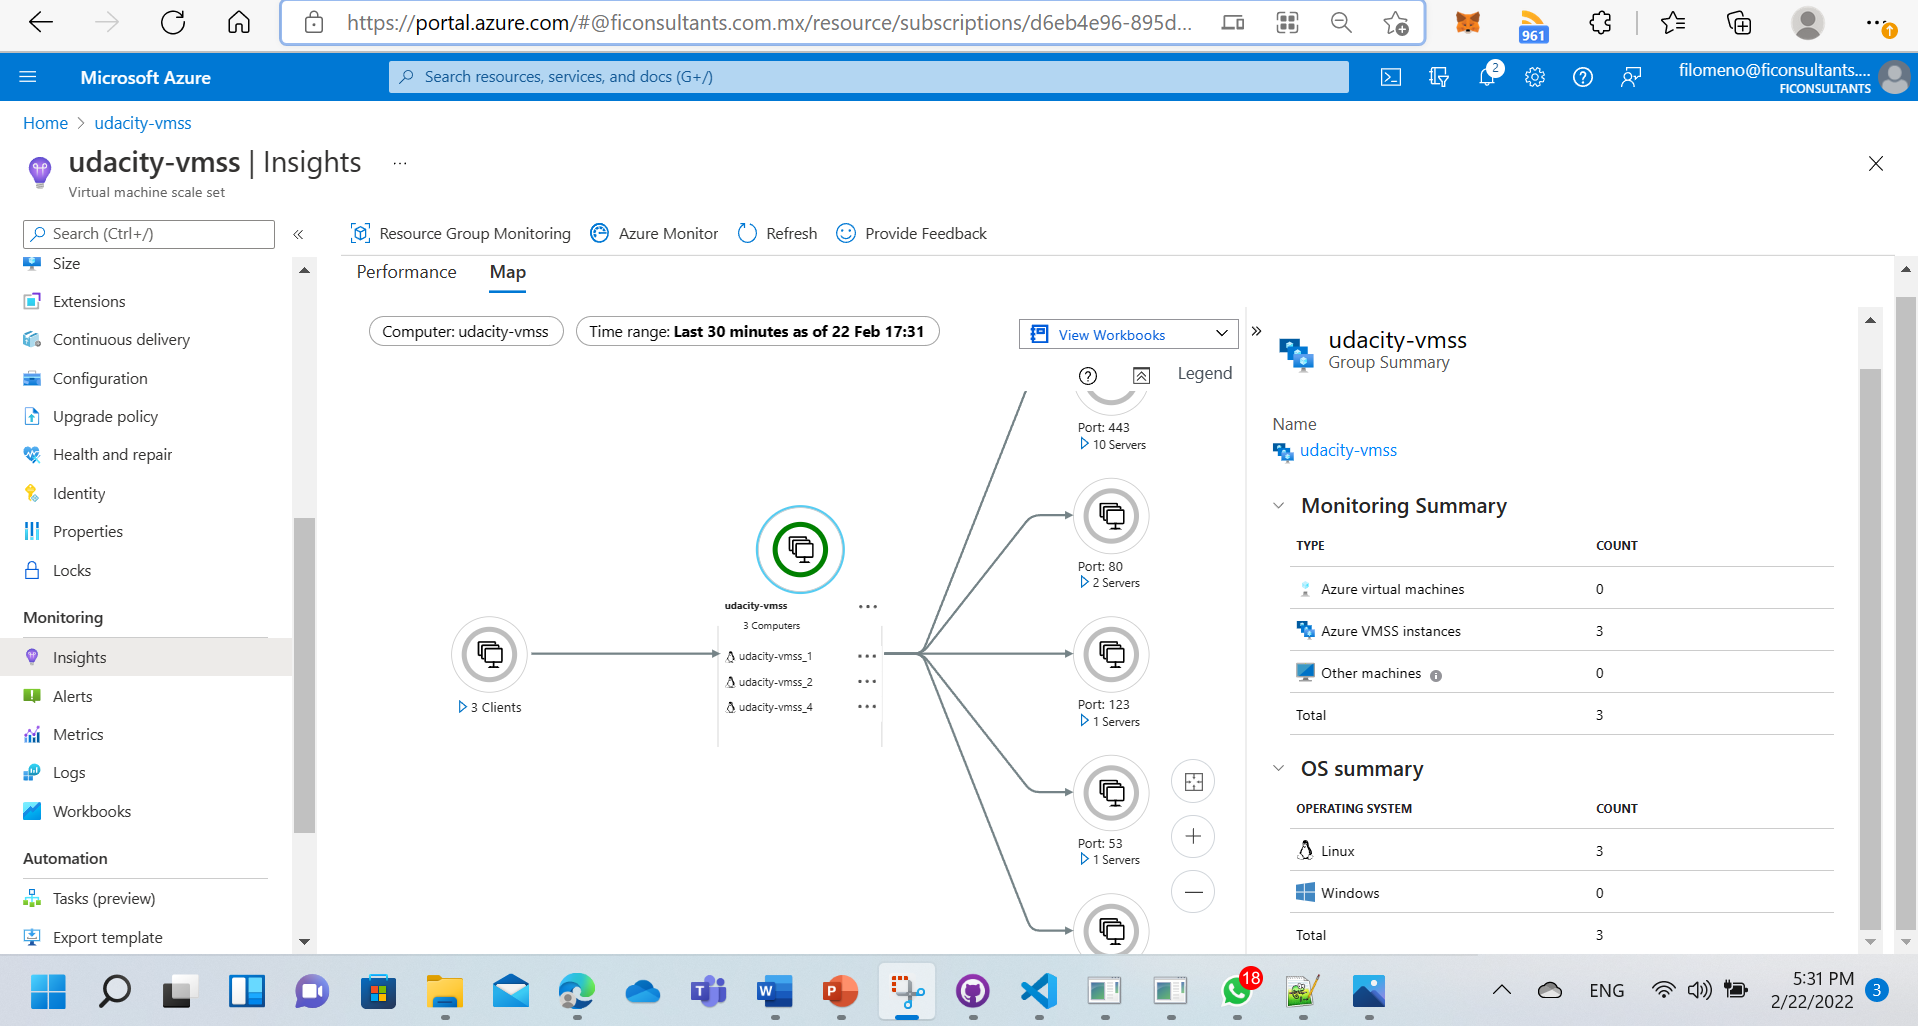 https://portal.azure.com/#@ficonsultants.com.mx/resource/subscriptions/d6eb4e96-895d...
961
Microsoft Azure
Search resources, services, and docs (G+/)
2
filomeno@ficonsultants....
FICONSULTANTS
Home > udacity-vmss
udacity-vmss | Insights ...
Virtual machine scale set
Search (Ctrl+/)
«
Size
Extensions
Continuous delivery
Configuration
Upgrade policy
Health and repair
Identity
Properties
Locks
Monitoring
Insights
Alerts
Metrics
Logs
Workbooks
Automation
Tasks (preview)
Export template
Resource Group Monitoring
Azure Monitor
Refresh
Provide Feedback
Performance
Map
Computer: udacity-vmss
Time range: Last 30 minutes as of 22 Feb 17:31
View Workbooks
»
Legend
3 Clients
udacity-vmss
3 Computers
udacity-vmss_1
udacity-vmss_2
udacity-vmss_4
Port: 443
10 Servers
Port: 80
2 Servers
Port: 123
1 Servers
Port: 53
1 Servers
udacity-vmss
Group Summary
Name
udacity-vmss
Monitoring Summary
TYPE COUNT
Azure virtual machines 0
Azure VMSS instances 3
Other machines 0
Total 3
OS summary
OPERATING SYSTEM COUNT
Linux 3
Windows 0
Total 3
18
ENG
5:31 PM
2/22/2022
3